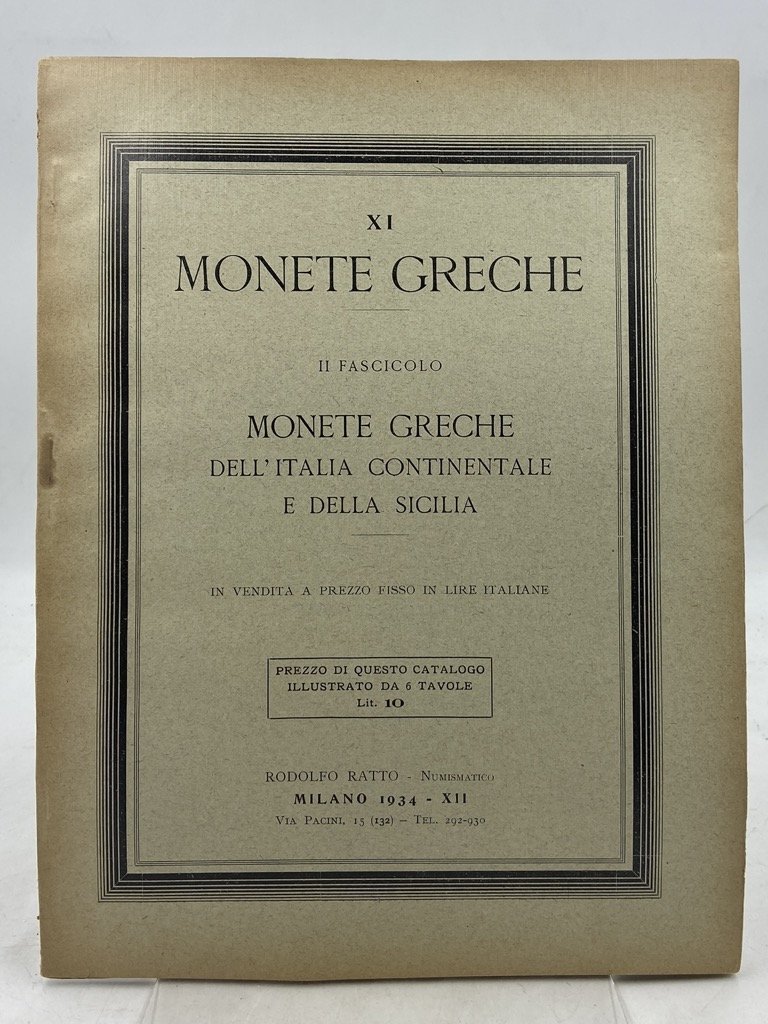 XI
MONETE GRECHE
II FASCICOLO
MONETE GRECHE
DELL'ITALIA CONTINENTALE
E DELLA SICILIA
IN VENDITA A PREZZO FISSO IN LIRE ITALIANE
PREZZO DI QUESTO CATALOGO
ILLUSTRATO DA 6 TAVOLE
Lit. 10
RODOLFO RATTO - NUMISMATICO
MILANO 1934 - XII
VIA PACINI, 15 (132) — TEL. 292-930